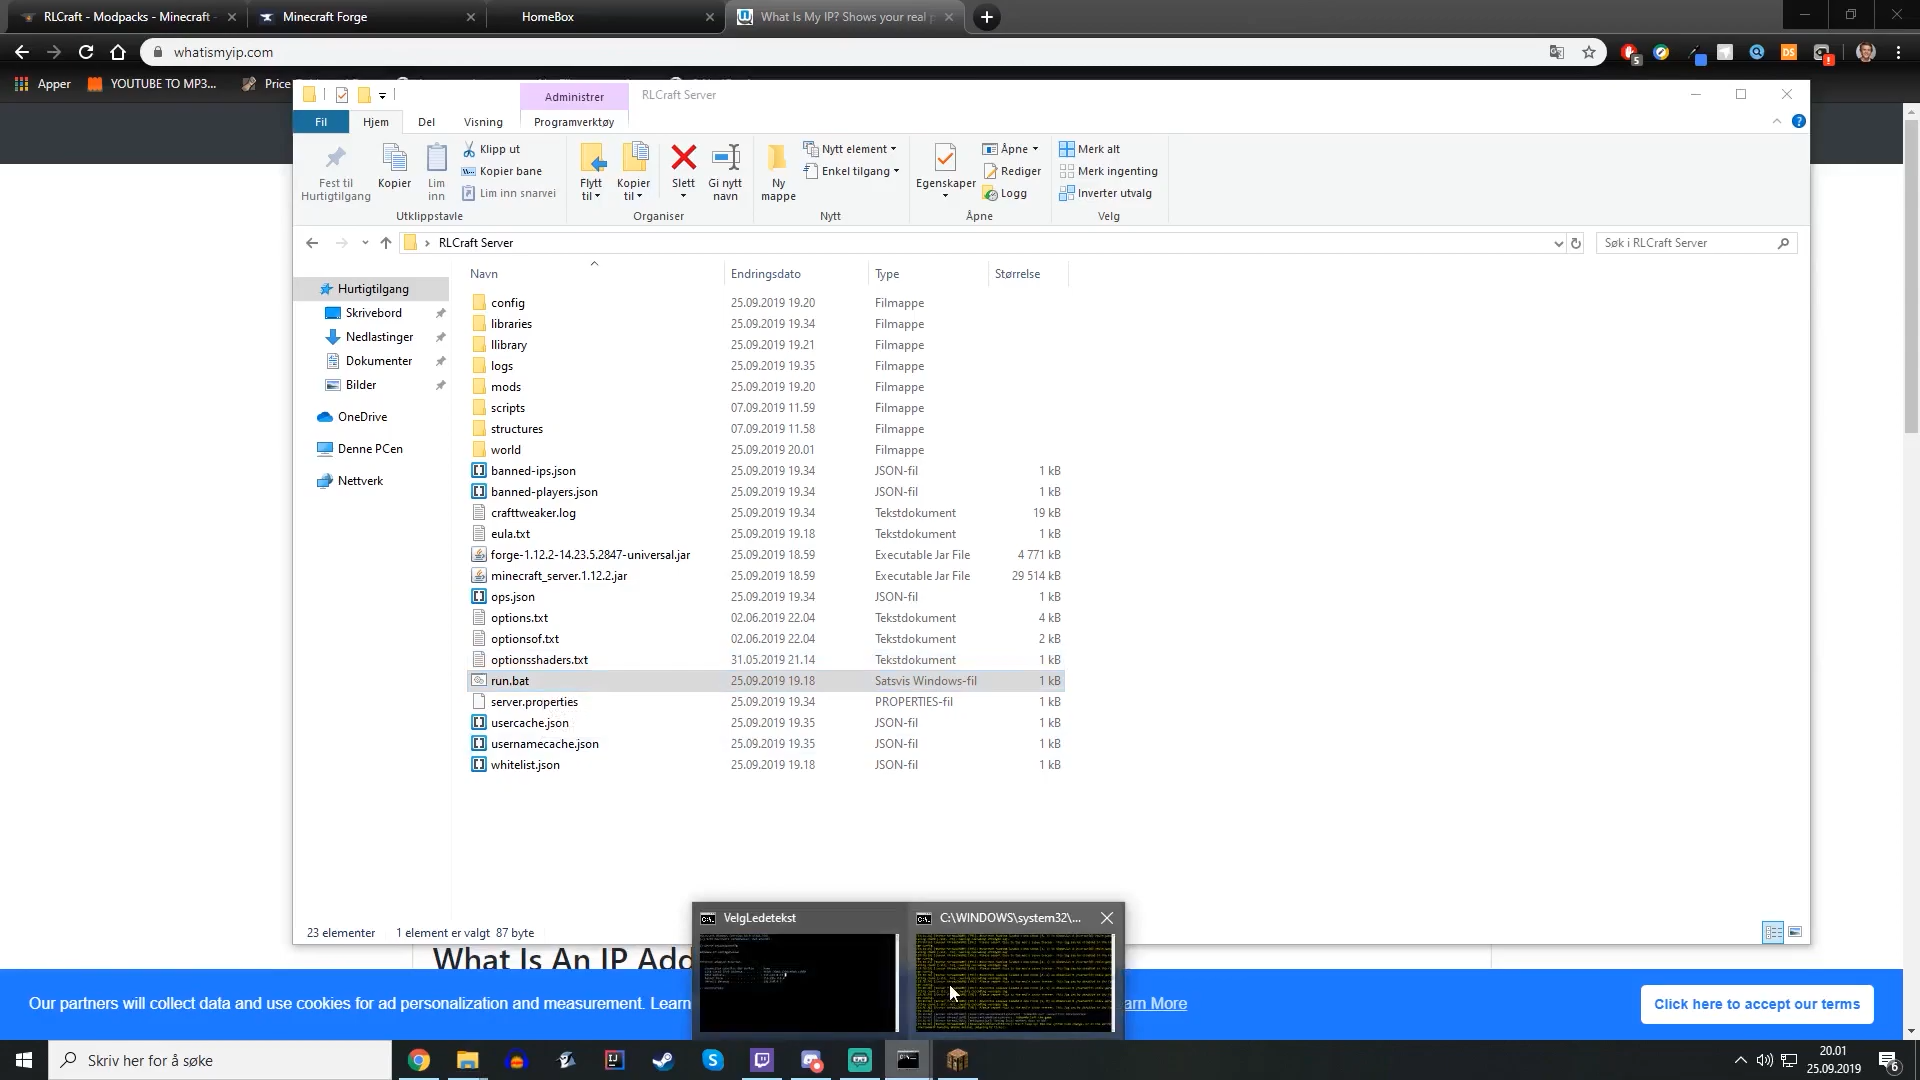 RLCraft - Modpacks - Minecraft
Minecraft Forge
HomeBox
What Is My IP? Shows your real
whatismyip.com
Apper
YOUTUBE TO MP3...
Price
Administrer
RLCraft Server
Fil
Hjem
Del
Visning
Programverktøy
Fest til Hurtigtilgang
Kopier
Lim inn
Klipp ut
Kopier bane
Lim inn snarvei
Utklippstavle
Flytt til
Kopier til
Slett
Gi nytt navn
Organiser
Ny mappe
Nytt element
Enkel tilgang
Nytt
Egenskaper
Åpne
Rediger
Logg
Åpne
Merk alt
Merk ingenting
Inverter utvalg
Velg
RLCraft Server
Søk i RLCraft Server
Hurtigtilgang
Skrivebord
Nedlastinger
Dokumenter
Bilder
OneDrive
Denne PCen
Nettverk
Navn Endringsdato Type Størrelse
config 25.09.2019 19.20 Filmappe
libraries 25.09.2019 19.34 Filmappe
llibrary 25.09.2019 19.21 Filmappe
logs 25.09.2019 19.35 Filmappe
mods 25.09.2019 19.20 Filmappe
scripts 07.09.2019 11.59 Filmappe
structures 07.09.2019 11.58 Filmappe
world 25.09.2019 20.01 Filmappe
banned-ips.json 25.09.2019 19.34 JSON-fil 1 kB
banned-players.json 25.09.2019 19.34 JSON-fil 1 kB
crafttweaker.log 25.09.2019 19.34 Tekstdokument 19 kB
eula.txt 25.09.2019 19.18 Tekstdokument 1 kB
forge-1.12.2-14.23.5.2847-universal.jar 25.09.2019 18.59 Executable Jar File 4 771 kB
minecraft_server.1.12.2.jar 25.09.2019 18.59 Executable Jar File 29 514 kB
ops.json 25.09.2019 19.34 JSON-fil 1 kB
options.txt 02.06.2019 22.04 Tekstdokument 4 kB
optionsof.txt 02.06.2019 22.04 Tekstdokument 2 kB
optionsshaders.txt 31.05.2019 21.14 Tekstdokument 1 kB
run.bat 25.09.2019 19.18 Satsvis Windows-fil 1 kB
server.properties 25.09.2019 19.34 PROPERTIES-fil 1 kB
usercache.json 25.09.2019 19.35 JSON-fil 1 kB
usernamecache.json 25.09.2019 19.35 JSON-fil 1 kB
whitelist.json 25.09.2019 19.18 JSON-fil 1 kB
23 elementer 1 element er valgt 87 byte
VelgLedetekst
C:\WINDOWS\system32\...
What Is An IP Add
Our partners will collect data and use cookies for ad personalization and measurement. Learn
arn More
Click here to accept our terms
Skriv her for å søke
20.01
25.09.2019
6